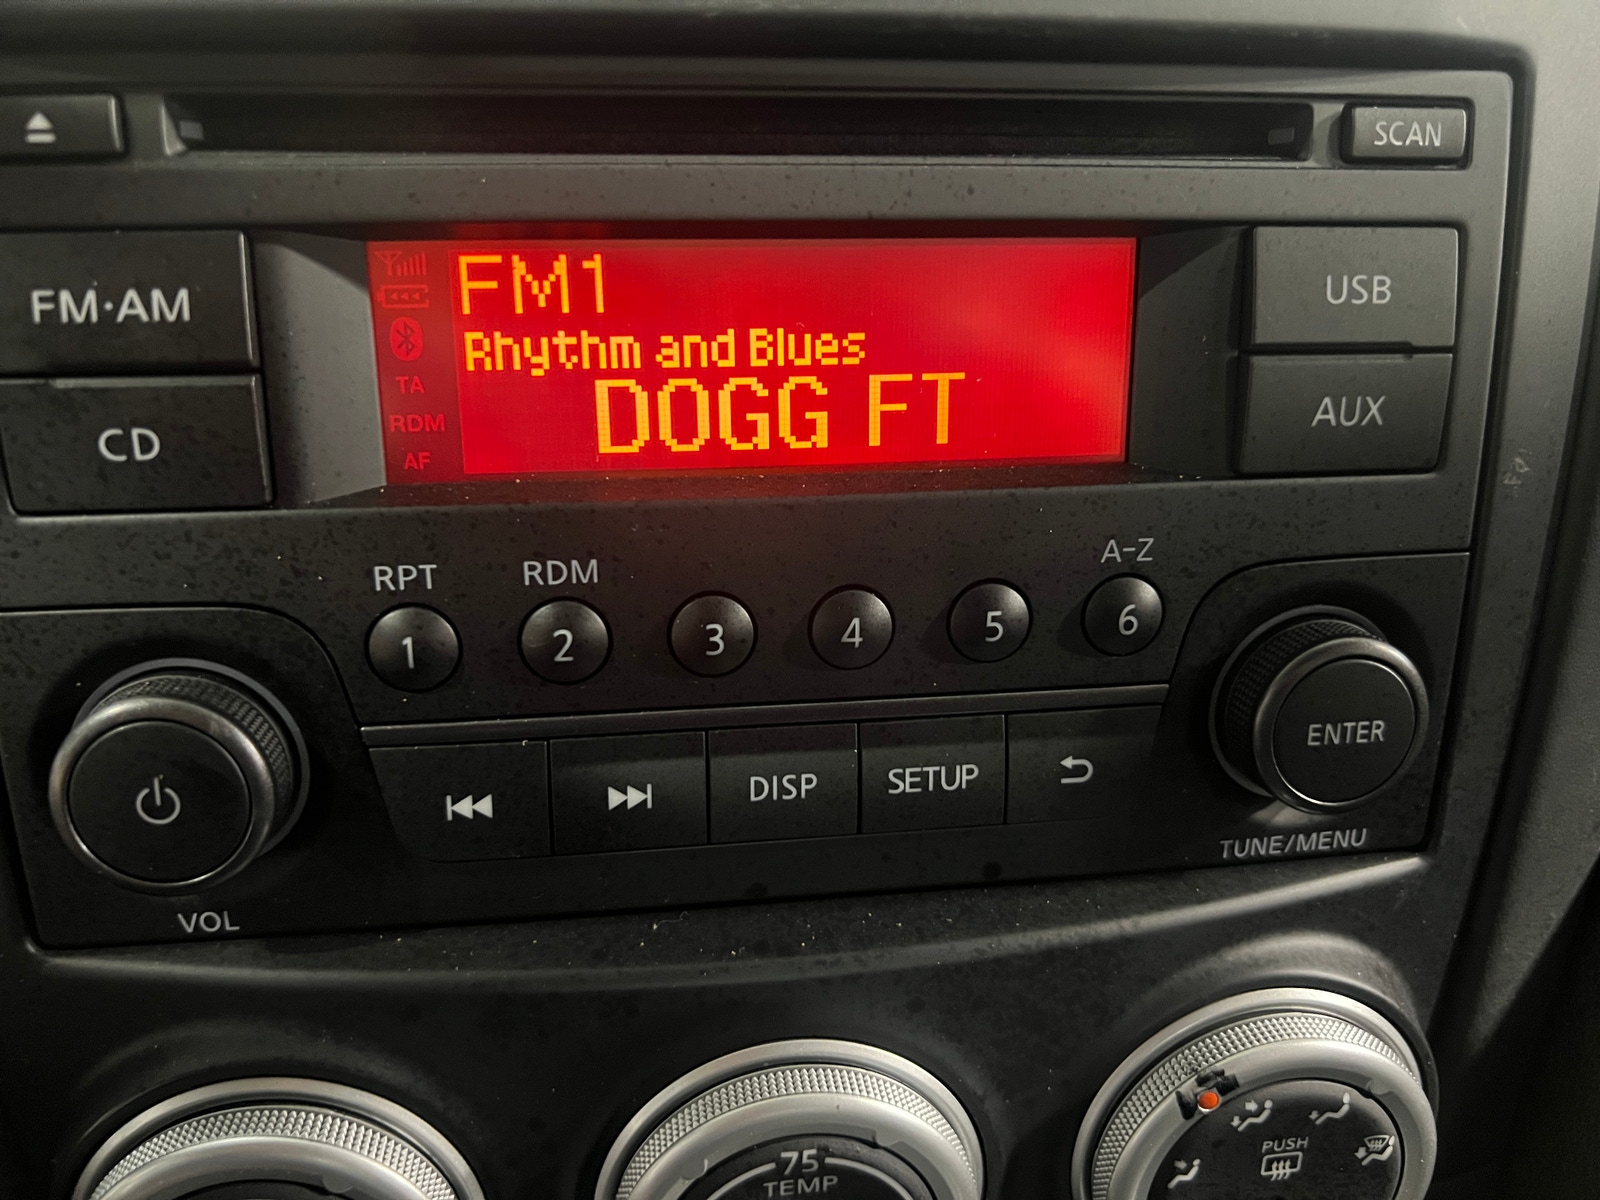 SCAN
FM1
FM·AM
USB
Rhythm and Blues
TA
DOGG FT
AUX
RDM
CD
AF
RPT
RDM
A-Z
1
2
3
4
5
6
ENTER
DISP
SETUP
TUNE/MENU
VOL
PUSH
75
TEMP